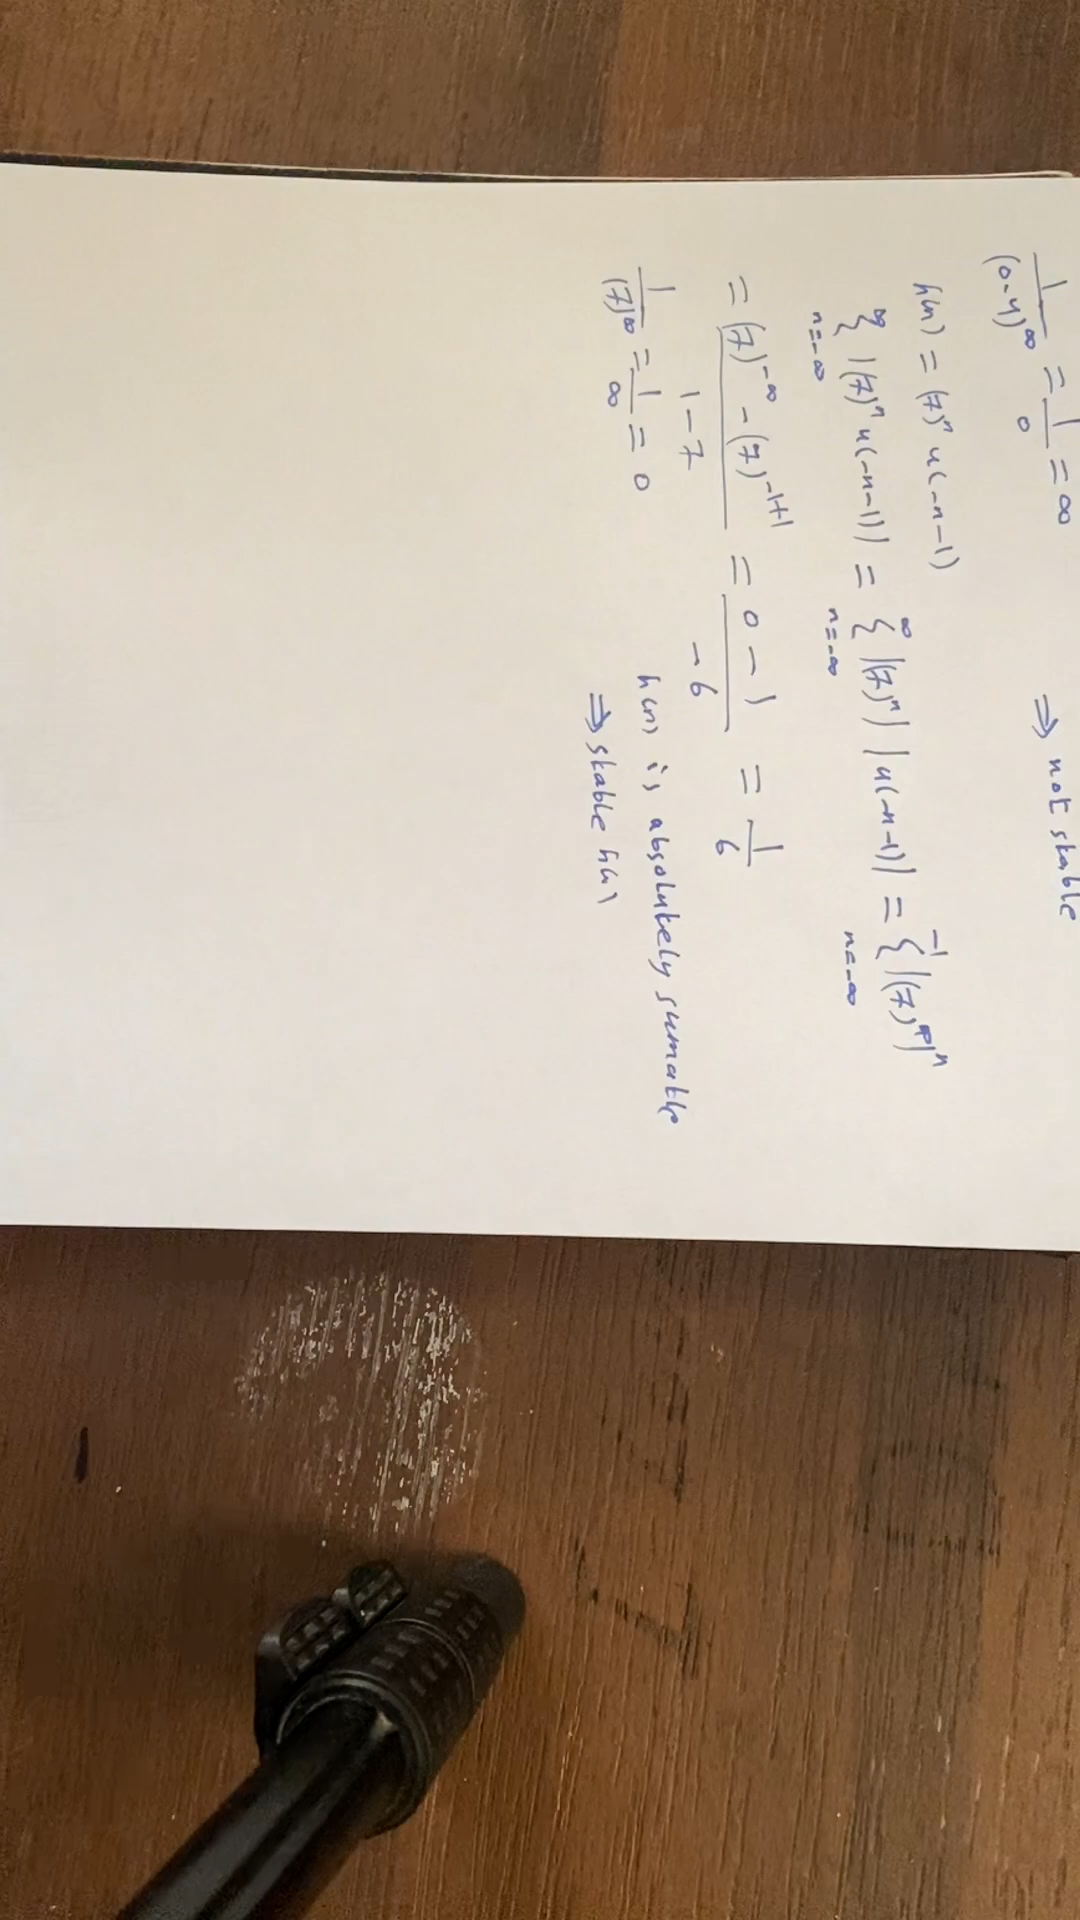 1/(0-4)^∞ = 1/0 = ∞ ⇒ not stable
h(n) = (7)^n u(-n-1)
∞ Σ n=-∞ |(7)^n u(-n-1)| = ∞ Σ n=-∞ |(7)^n| |u(-n-1)| = -1 Σ n=-∞ |(7)|^n
= ((7)^-∞ - (7)^-1+1)/(1-7) = (0-1)/(-6) = 1/6
1/(7)^∞ = 1/∞ = 0
h(n) is absolutely sumable
⇒ stable h(n)